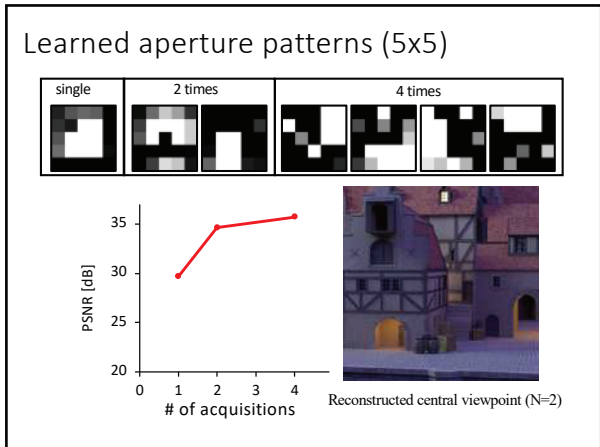 Learned aperture patterns (5x5)
single 2 times 4 times
35
30
25
20
PSNR [dB]
0 1 2 3 4
# of acquisitions
Reconstructed central viewpoint (N=2)